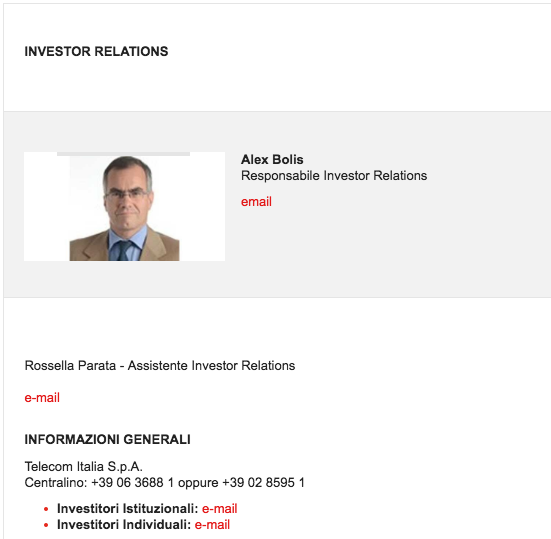 INVESTOR RELATIONS
Alex Bolis
Responsabile Investor Relations
email
Rossella Parata - Assistente Investor Relations
e-mail
INFORMAZIONI GENERALI
Telecom Italia S.p.A.
Centralino: +39 06 3688 1 oppure +39 02 8595 1
• Investitori Istituzionali: e-mail
• Investitori Individuali: e-mail